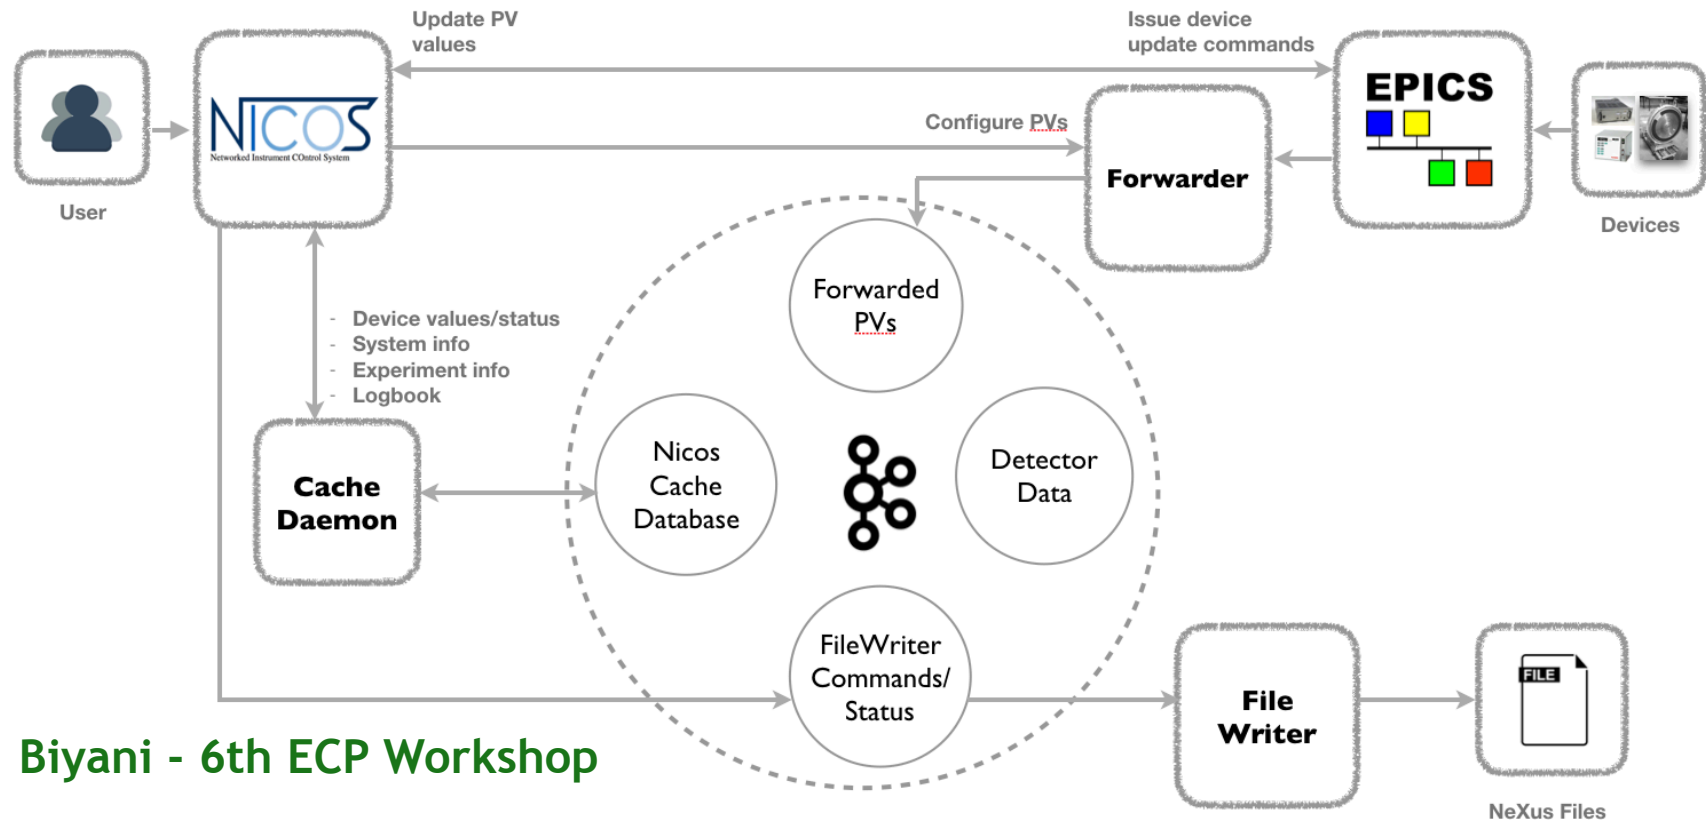 Update PV
values
Issue device
update commands
NICOS
Networked Instrument COntrol System
EPICS
Configure PVs
Forwarder
User
Devices
Forwarded
PVs
- Device values/status
- System info
- Experiment info
- Logbook
Nicos
Cache
Database
Detector
Data
Cache
Daemon
FileWriter
Commands/
Status
File
Writer
FILE
Biyani - 6th ECP Workshop
NeXus Files